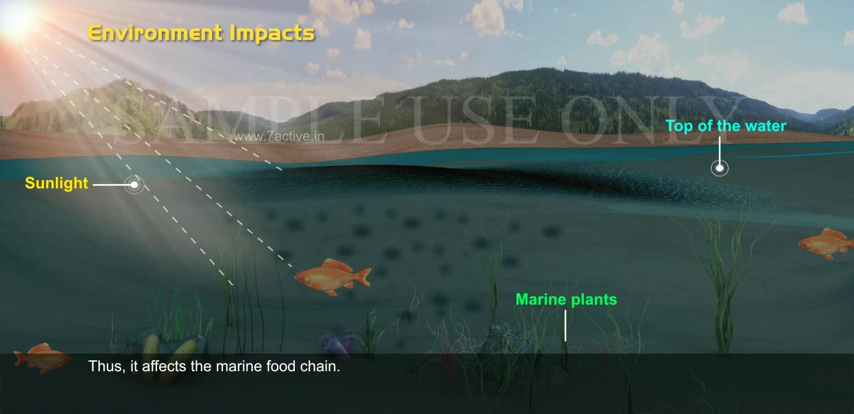 Environment Impacts
SAMPLE USE ONLY
www.7active.in
Top of the water
Sunlight
Marine plants
Thus, it affects the marine food chain.